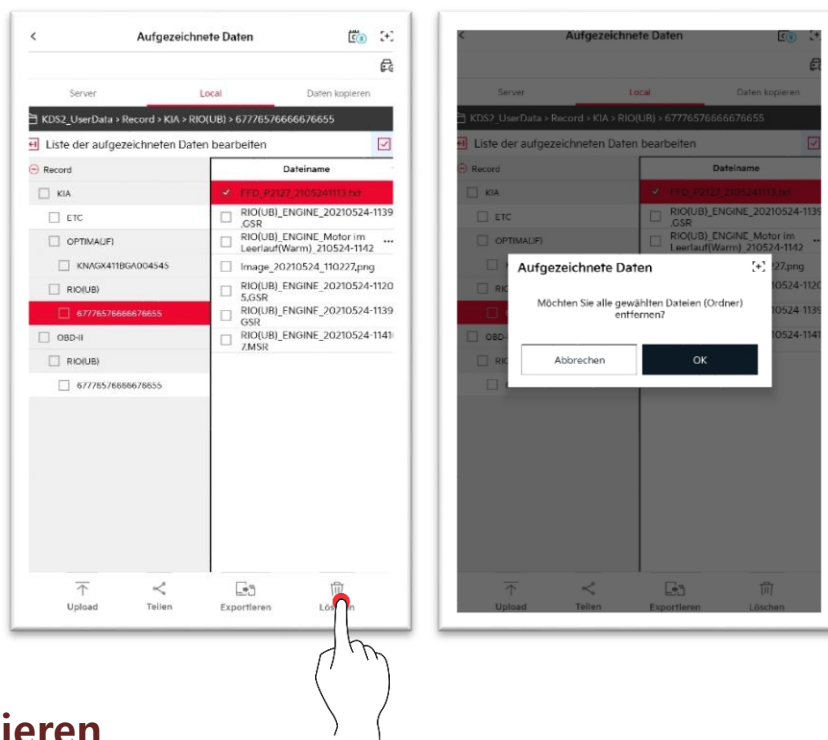 Aufgezeichnete Daten
Server Local Daten kopieren
KDS2_UserData > Record > KIA > RIO(UB) > 67776576666676655
Liste der aufgezeichneten Daten bearbeiten
Record Dateiname
KIA
ETC
OPTIMA(JF)
KNAGX411BGA004545
RIO(UB)
67776576666676655
OBD-II
RIO(UB)
67776576666676655
FFD_P2127_2105241113.txt
RIO(UB)_ENGINE_20210524-1139
,GSR
RIO(UB)_ENGINE_Motor im
Leerlauf(Warm)_210524-1142
Image_20210524_110227,png
RIO(UB)_ENGINE_20210524-1120
5,GSR
RIO(UB)_ENGINE_20210524-1139
GSR
RIO(UB)_ENGINE_20210524-1141
7.MSR
Upload Teilen Exportieren Löschen
Aufgezeichnete Daten
Server Local Daten kopieren
KDS2_UserData > Record > KIA > RIO(UB) > 67776576666676655
Liste der aufgezeichneten Daten bearbeiten
Record Dateiname
KIA
ETC
OPTIMA(JF)
FFD_P2127_2105241113.txt
RIO(UB)_ENGINE_20210524-1139
,GSR
RIO(UB)_ENGINE_Motor im
Leerlauf(Warm)_210524-1142
Aufgezeichnete Daten
Möchten Sie alle gewählten Dateien (Ordner)
entfernen?
Abbrechen OK
Upload Teilen Exportieren Löschen
ieren